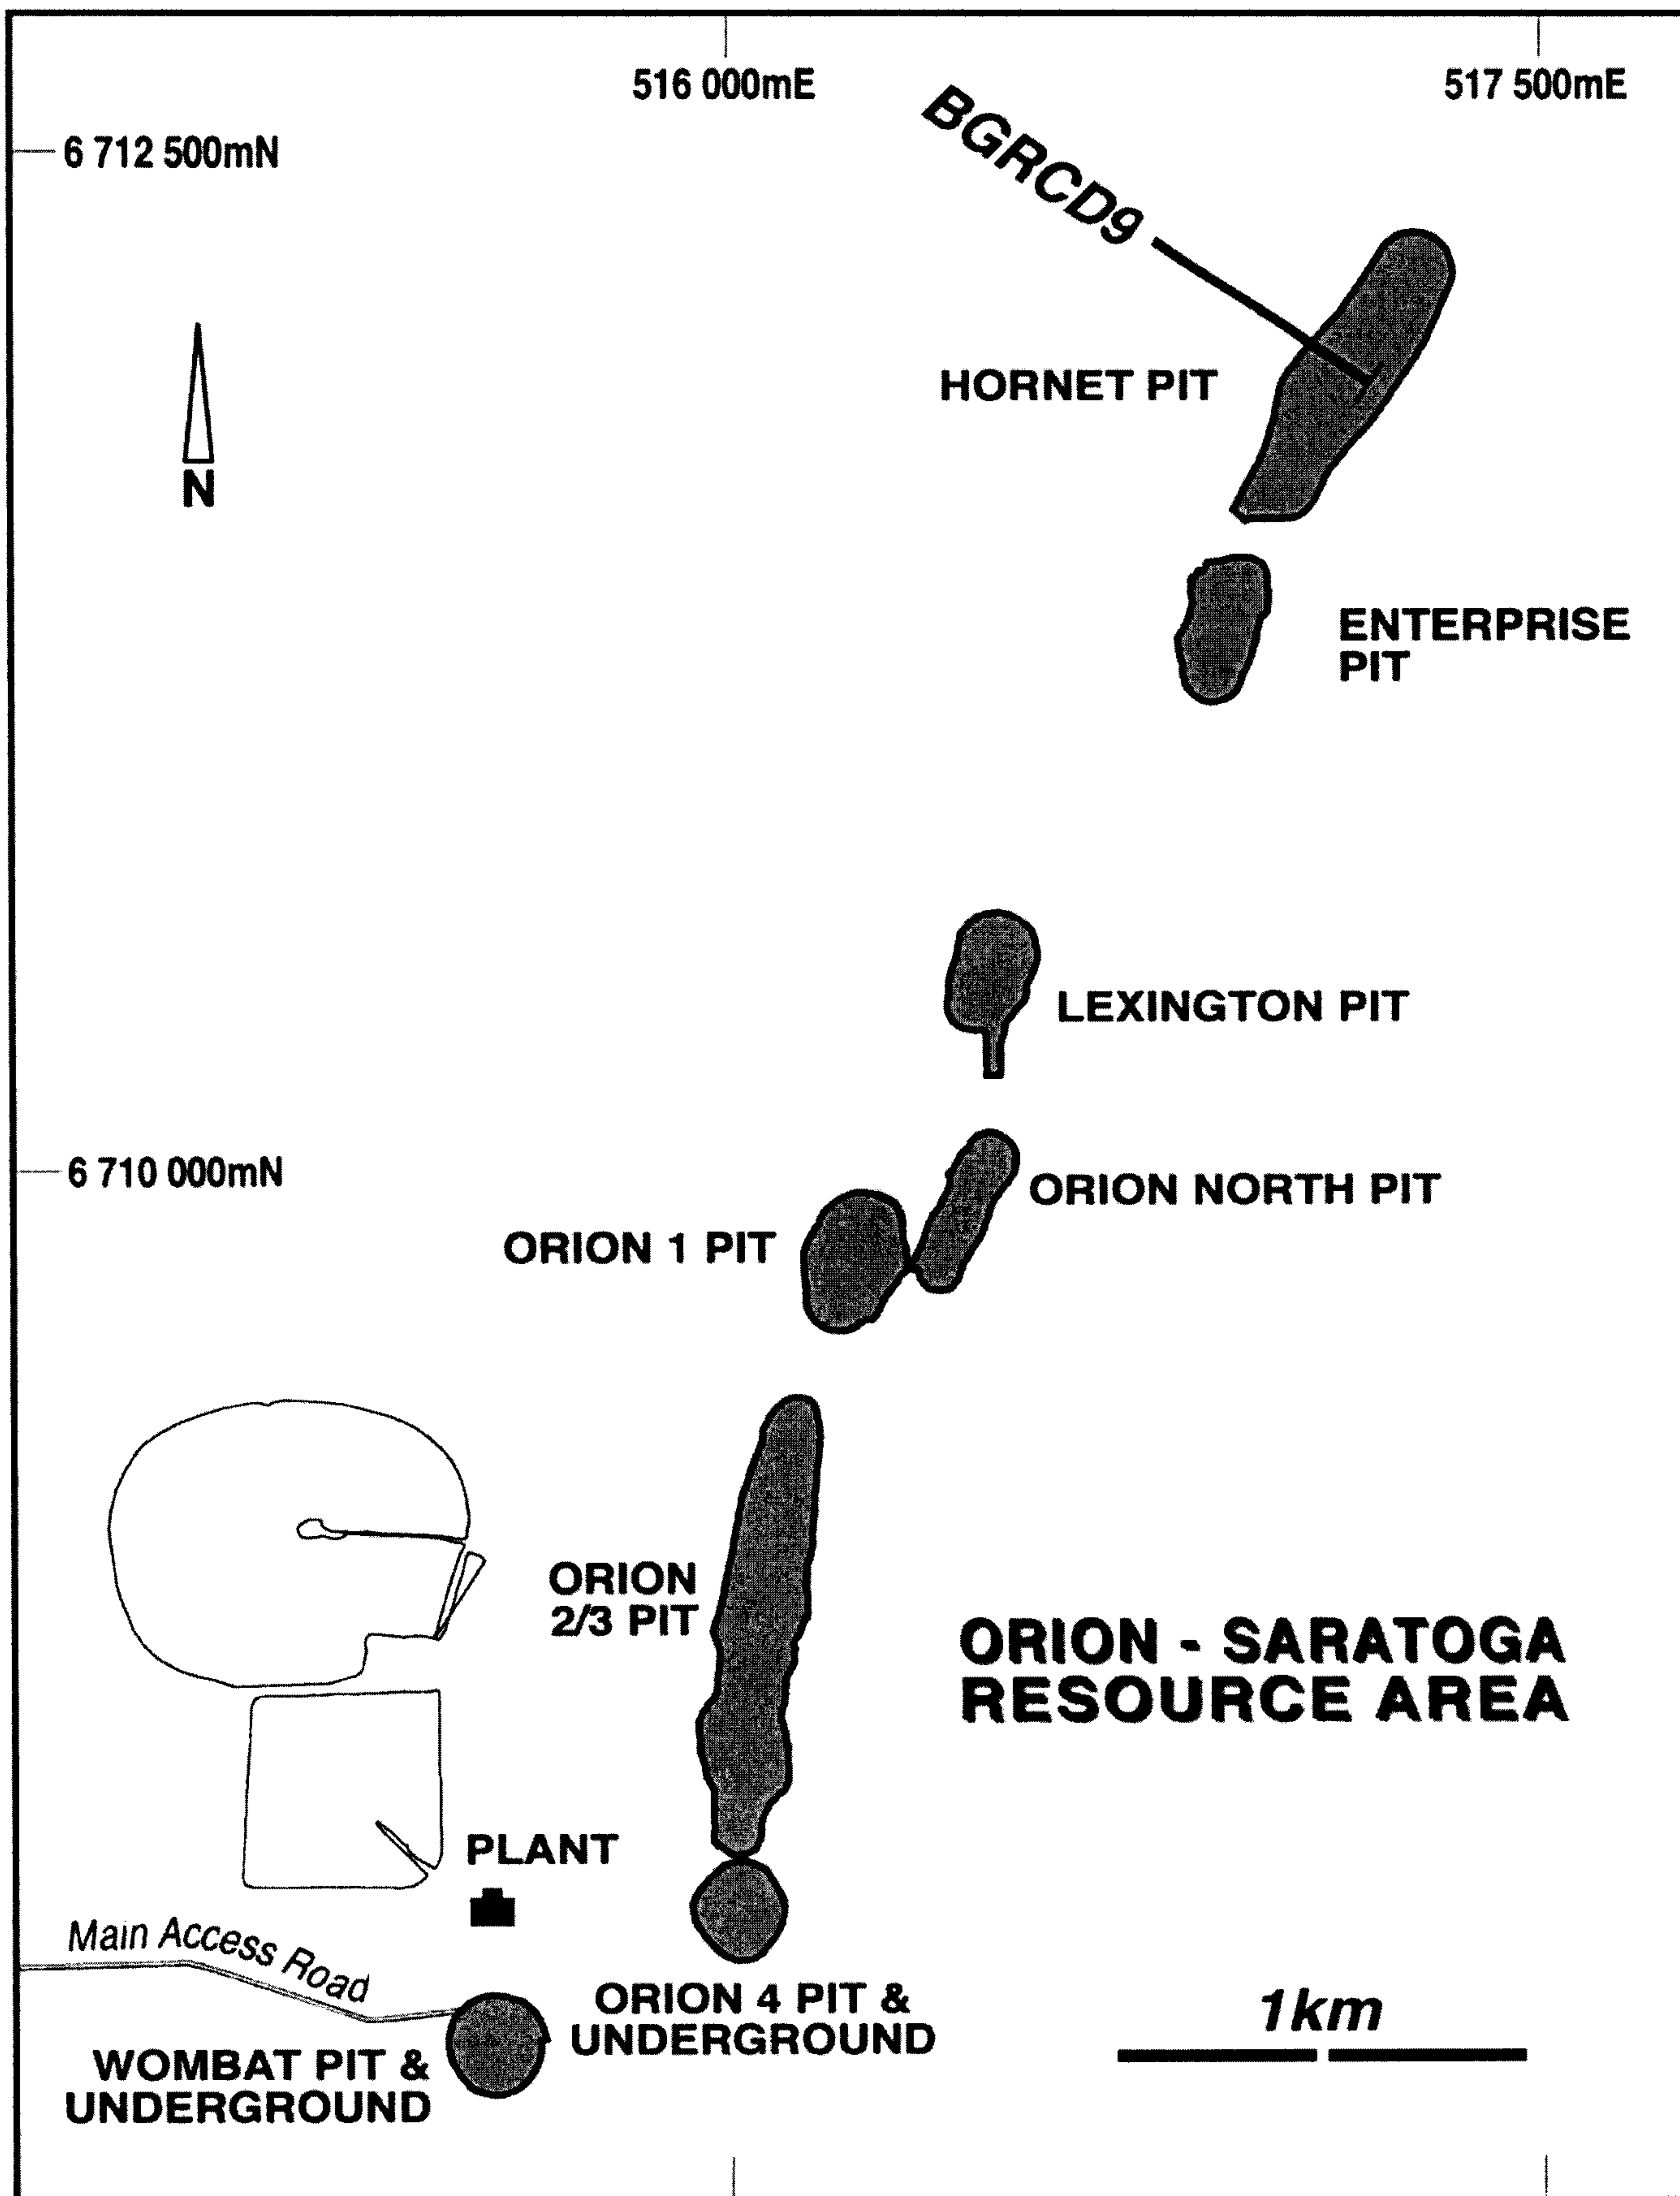 516 000mE
517 500mE
6 712 500mN
BGRCD9
HORNET PIT
N
ENTERPRISE
PIT
LEXINGTON PIT
6 710 000mN
ORION NORTH PIT
ORION 1 PIT
ORION
2/3 PIT
ORION - SARATOGA
RESOURCE AREA
PLANT
Main Access Road
ORION 4 PIT &
UNDERGROUND
1km
WOMBAT PIT &
UNDERGROUND